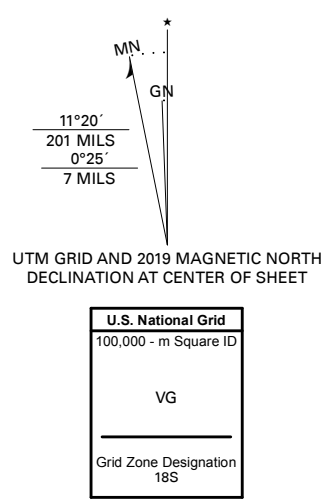 ★
MN
GN
11°20´
201 MILS
0°25´
7 MILS
UTM GRID AND 2019 MAGNETIC NORTH
DECLINATION AT CENTER OF SHEET
U.S. National Grid
100,000 - m Square ID
VG
Grid Zone Designation
18S